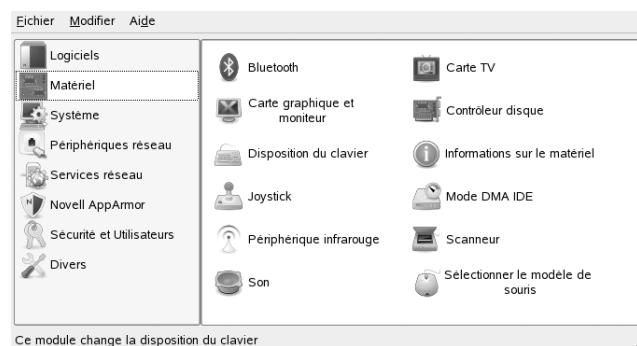 Fichier Modifier Aide
Logiciels
Matériel
Système
Périphériques réseau
Services réseau
Novell AppArmor
Sécurité et Utilisateurs
Divers
Bluetooth
Carte TV
Carte graphique et
moniteur
Contrôleur disque
Disposition du clavier
Informations sur le matériel
Joystick
Mode DMA IDE
Périphérique infrarouge
Scanneur
Son
Sélectionner le modèle de
souris
Ce module change la disposition du clavier